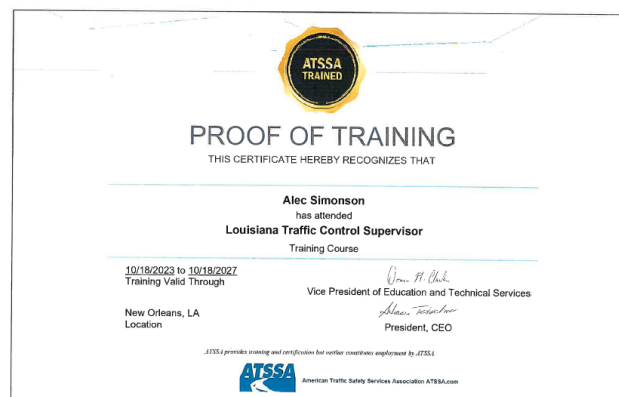 ATSSA
TRAINED
PROOF OF TRAINING
THIS CERTIFICATE HEREBY RECOGNIZES THAT
Alec Simonson
has attended
Louisiana Traffic Control Supervisor
Training Course
10/18/2023 to 10/18/2027
Training Valid Through
Vice President of Education and Technical Services
New Orleans, LA
Location
President, CEO
ATSSA provides training and certification but neither constitutes employment by ATSSA
ATSSA
American Traffic Safety Services Association ATSSA.com